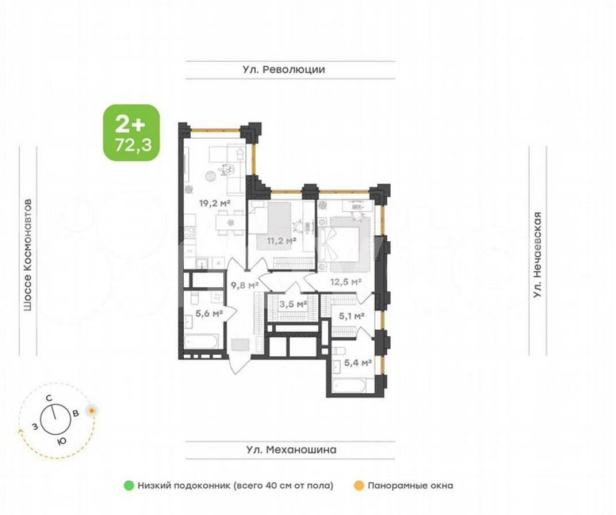 Ул. Революции
2+
72,3
Шоссе Космонавтов
Ул. Нечаевская
19,2 м²
11,2 м²
12,5 м²
9,8 м²
3,5 м²
5,6 м²
5,1 м²
5,4 м²
С
В
З
Ю
Ул. Механошина
Низкий подоконник (всего 40 см от пола)
Панорамные окна